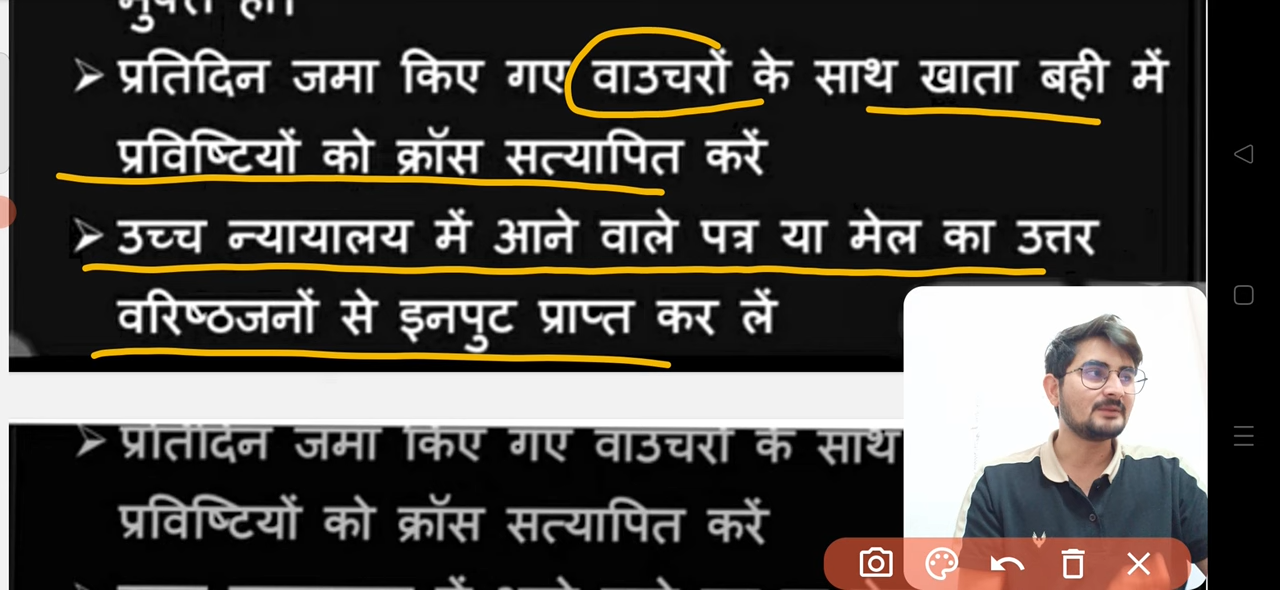 ➢ प्रतिदिन जमा किए गए वाउचरों के साथ खाता बही में
प्रविष्टियों को क्रॉस सत्यापित करें
➢ उच्च न्यायालय में आने वाले पत्र या मेल का उत्तर
वरिष्ठजनों से इनपुट प्राप्त कर लें
➢ प्रतिदिन जमा किए गए वाउचरों के साथ
प्रविष्टियों को क्रॉस सत्यापित करें